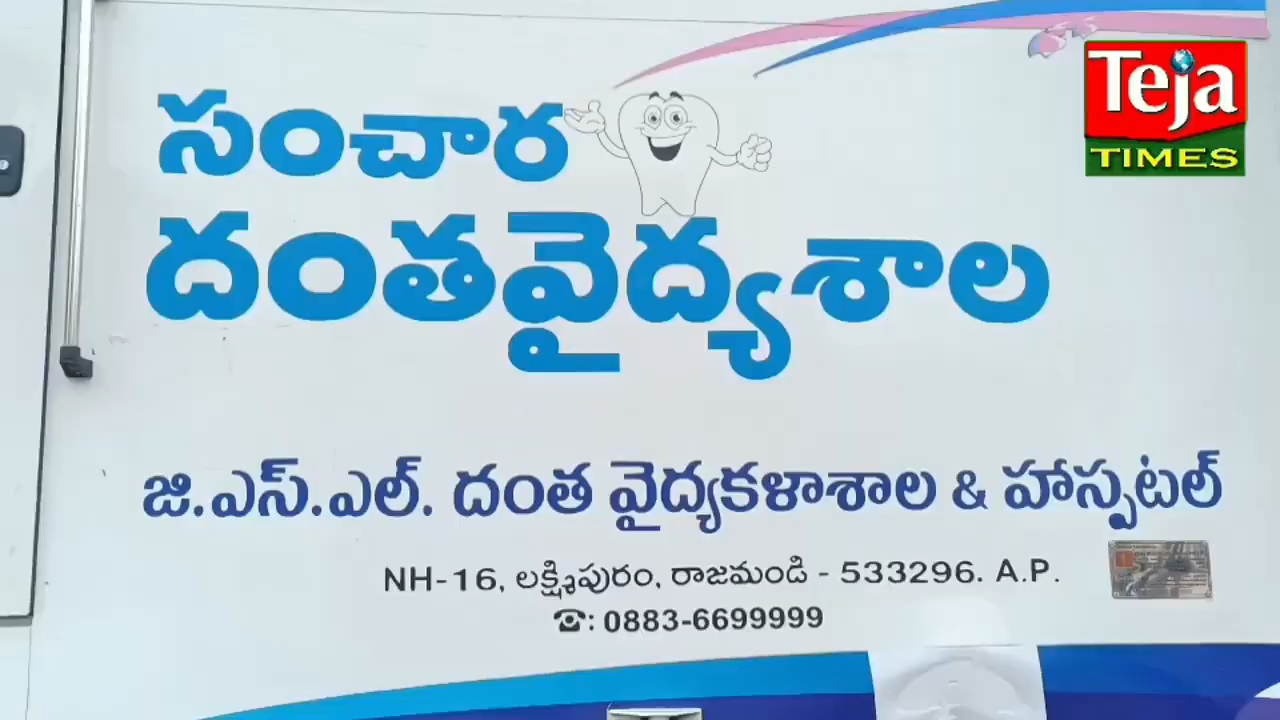 Teja
TIMES
సంచార
దంతవైద్యశాల
జి.ఎస్.ఎల్. దంత వైద్యకళాశాల & హాస్పటల్
NH-16, లక్ష్మిపురం, రాజమండి - 533296. A.P.
☎: 0883-6699999